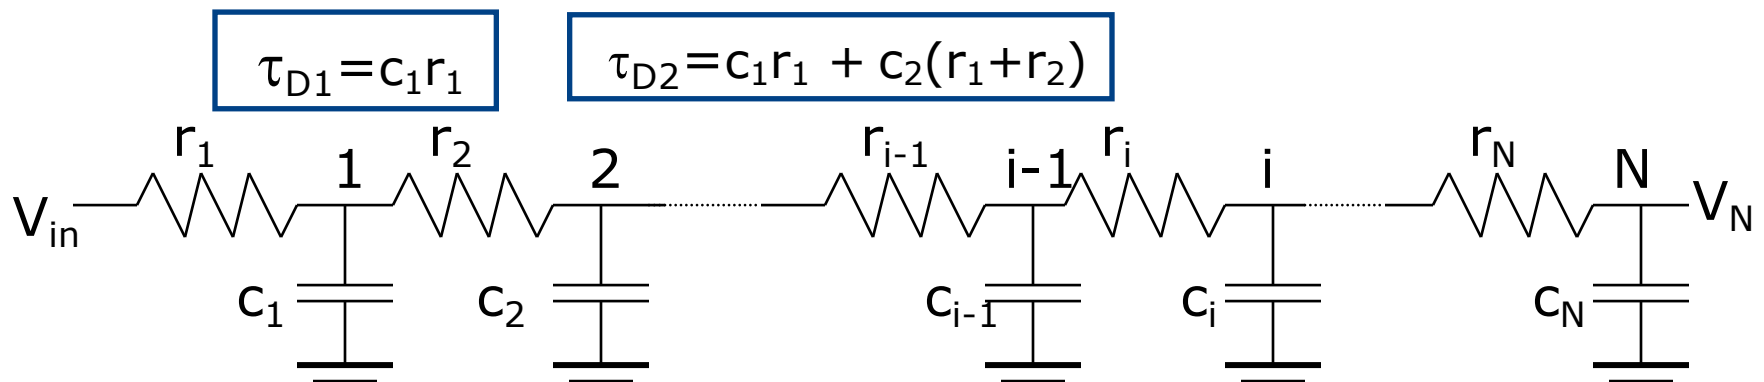 τD1=c1r1
τD2=c1r1 + c2(r1+r2)
r1 1 r2 2 ri-1 i-1 ri i rN N
Vin VN
c1 c2 ci-1 ci cN